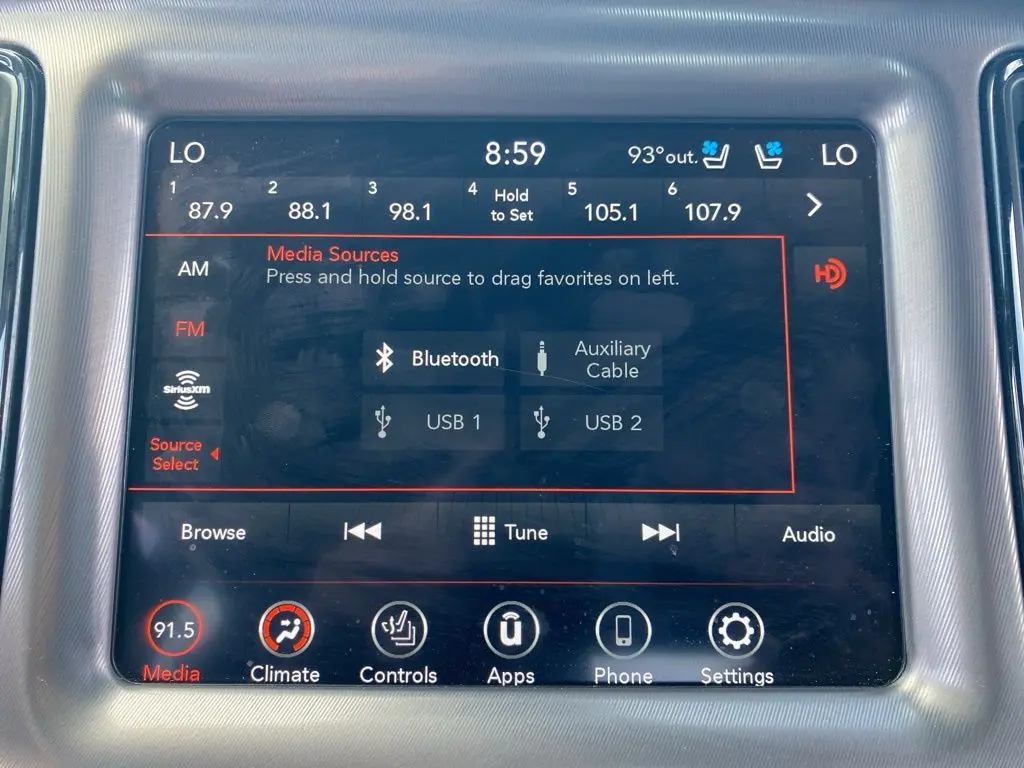 LO 8:59 93°out. LO
1 2 3 4 5 6
87.9 88.1 98.1 Hold to Set 105.1 107.9
Media Sources
Press and hold source to drag favorites on left.
AM
HD
FM
SiriusXM
Source
Select
Bluetooth
Auxiliary
Cable
USB 1
USB 2
Browse Tune Audio
91.5
Media Climate Controls Apps Phone Settings